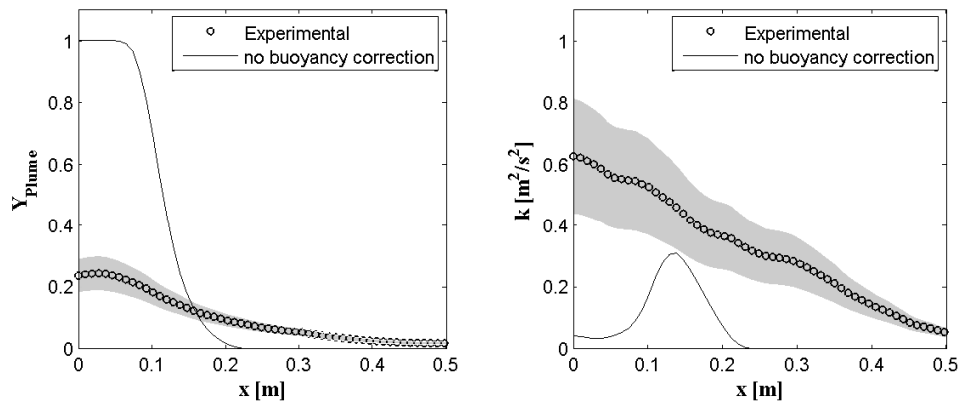 1
0.8
0.6
0.4
0.2
0
Y_Plume
Experimental
no buoyancy correction
0 0.1 0.2 0.3 0.4 0.5
x [m]
1
0.8
0.6
0.4
0.2
0
k [m²/s²]
Experimental
no buoyancy correction
0 0.1 0.2 0.3 0.4 0.5
x [m]